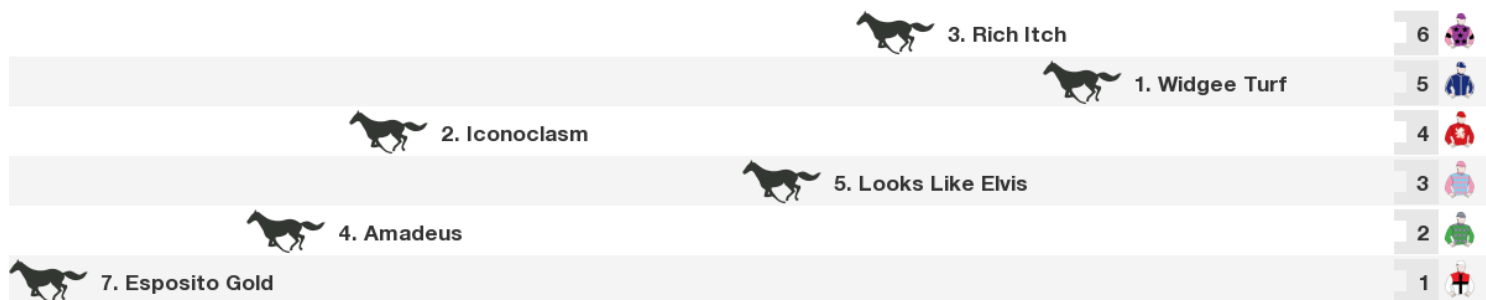 3. Rich Itch 6
1. Widgee Turf 5
2. Iconoclasm 4
5. Looks Like Elvis 3
4. Amadeus 2
7. Esposito Gold 1